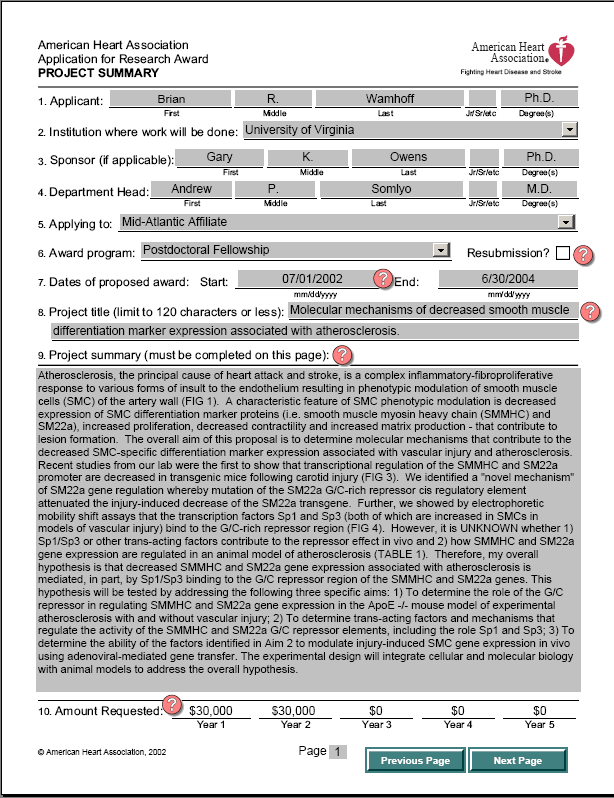 American Heart Association
Application for Research Award
PROJECT SUMMARY
American Heart
Association®
Fighting Heart Disease and Stroke
1. Applicant: Brian R. Wamhoff Ph.D.
First Middle Last Jr/Sr/etc Degree(s)
2. Institution where work will be done: University of Virginia
3. Sponsor (if applicable): Gary K. Owens Ph.D.
First Middle Last Jr/Sr/etc Degree(s)
4. Department Head: Andrew P. Somlyo M.D.
First Middle Last Jr/Sr/etc Degree(s)
5. Applying to: Mid-Atlantic Affiliate
6. Award program: Postdoctoral Fellowship Resubmission? ?
7. Dates of proposed award: Start: 07/01/2002 ? End: 6/30/2004
mm/dd/yyyy mm/dd/yyyy
8. Project title (limit to 120 characters or less): Molecular mechanisms of decreased smooth muscle ?
differentiation marker expression associated with atherosclerosis.
9. Project summary (must be completed on this page): ?
Atherosclerosis, the principal cause of heart attack and stroke, is a complex inflammatory-fibroproliferative
response to various forms of insult to the endothelium resulting in phenotypic modulation of smooth muscle
cells (SMC) of the artery wall (FIG 1). A characteristic feature of SMC phenotypic modulation is decreased
expression of SMC differentiation marker proteins (i.e. smooth muscle myosin heavy chain (SMMHC) and
SM22a), increased proliferation, decreased contractility and increased matrix production - that contribute to
lesion formation. The overall aim of this proposal is to determine molecular mechanisms that contribute to the
decreased SMC-specific differentiation marker expression associated with vascular injury and atherosclerosis.
Recent studies from our lab were the first to show that transcriptional regulation of the SMMHC and SM22a
promoter are decreased in transgenic mice following carotid injury (FIG 3). We identified a "novel mechanism"
of SM22a gene regulation whereby mutation of the SM22a G/C-rich repressor cis regulatory element
attenuated the injury-induced decrease of the SM22a transgene. Further, we showed by electrophoretic
mobility shift assays that the transcription factors Sp1 and Sp3 (both of which are increased in SMCs in
models of vascular injury) bind to the G/C-rich repressor region (FIG 4). However, it is UNKNOWN whether 1)
Sp1/Sp3 or other trans-acting factors contribute to the repressor effect in vivo and 2) how SMMHC and SM22a
gene expression are regulated in an animal model of atherosclerosis (TABLE 1). Therefore, my overall
hypothesis is that decreased SMMHC and SM22a gene expression associated with atherosclerosis is
mediated, in part, by Sp1/Sp3 binding to the G/C repressor region of the SMMHC and SM22a genes. This
hypothesis will be tested by addressing the following three specific aims: 1) To determine the role of the G/C
repressor in regulating SMMHC and SM22a gene expression in the ApoE -/- mouse model of experimental
atherosclerosis with and without vascular injury; 2) To determine trans-acting factors and mechanisms that
regulate the activity of the SMMHC and SM22a G/C repressor elements, including the role Sp1 and Sp3; 3) To
determine the ability of the factors identified in Aim 2 to modulate injury-induced SMC gene expression in vivo
using adenoviral-mediated gene transfer. The experimental design will integrate cellular and molecular biology
with animal models to address the overall hypothesis.
10. Amount Requested: ? $30,000 $30,000 $0 $0 $0
Year 1 Year 2 Year 3 Year 4 Year 5
© American Heart Association, 2002 Page 1 Previous Page Next Page